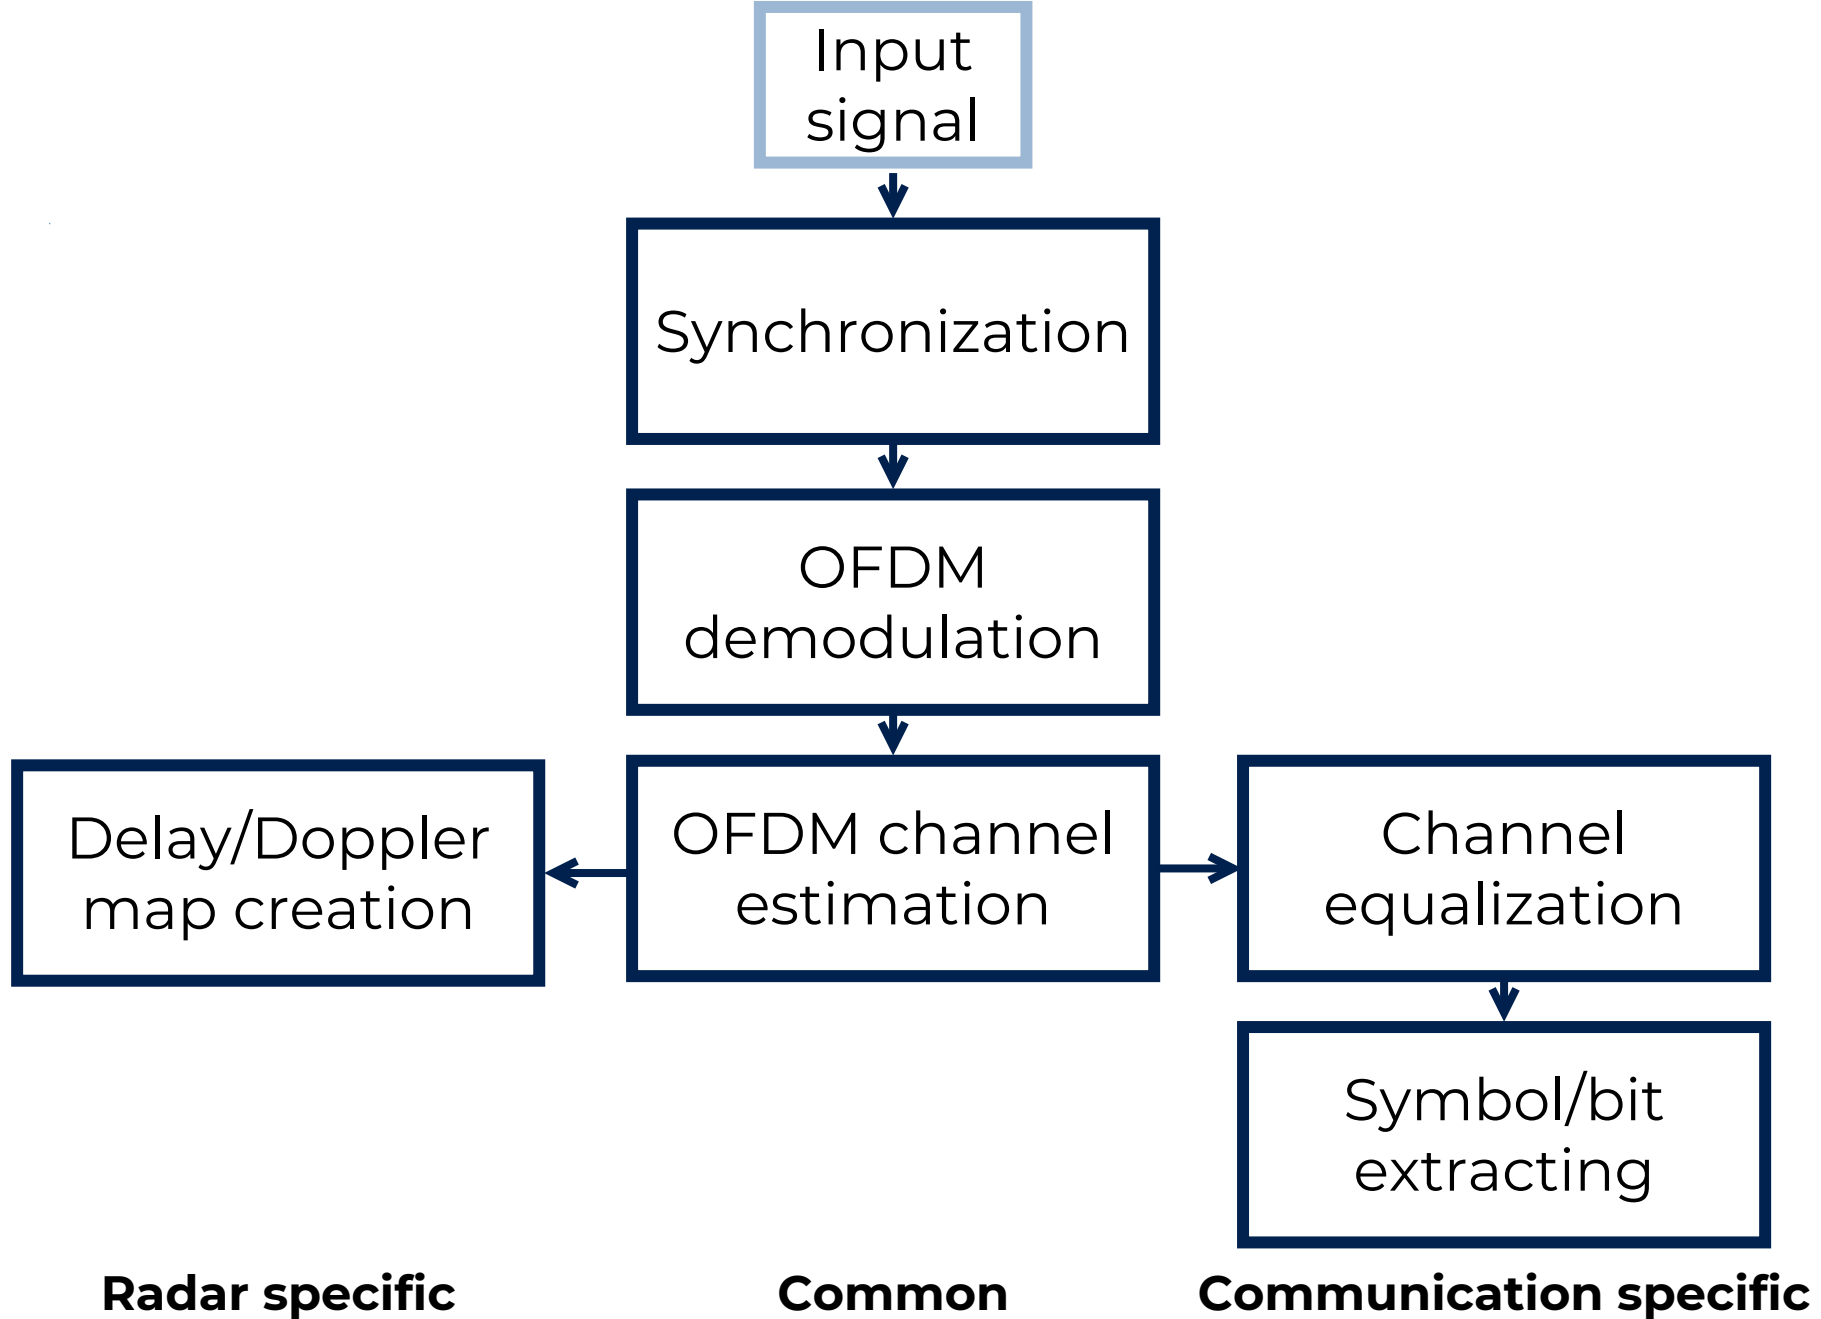 Input
signal
Synchronization
OFDM
demodulation
Delay/Doppler
map creation
OFDM channel
estimation
Channel
equalization
Symbol/bit
extracting
Radar specific
Common
Communication specific